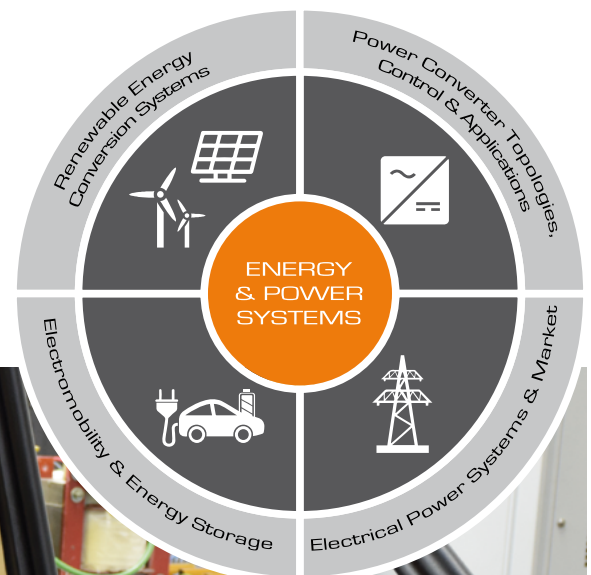 Renewable Energy
Conversion Systems
Power Converter Topologies,
Control & Applications
ENERGY
& POWER
SYSTEMS
Electromobility & Energy Storage
Electrical Power Systems & Market